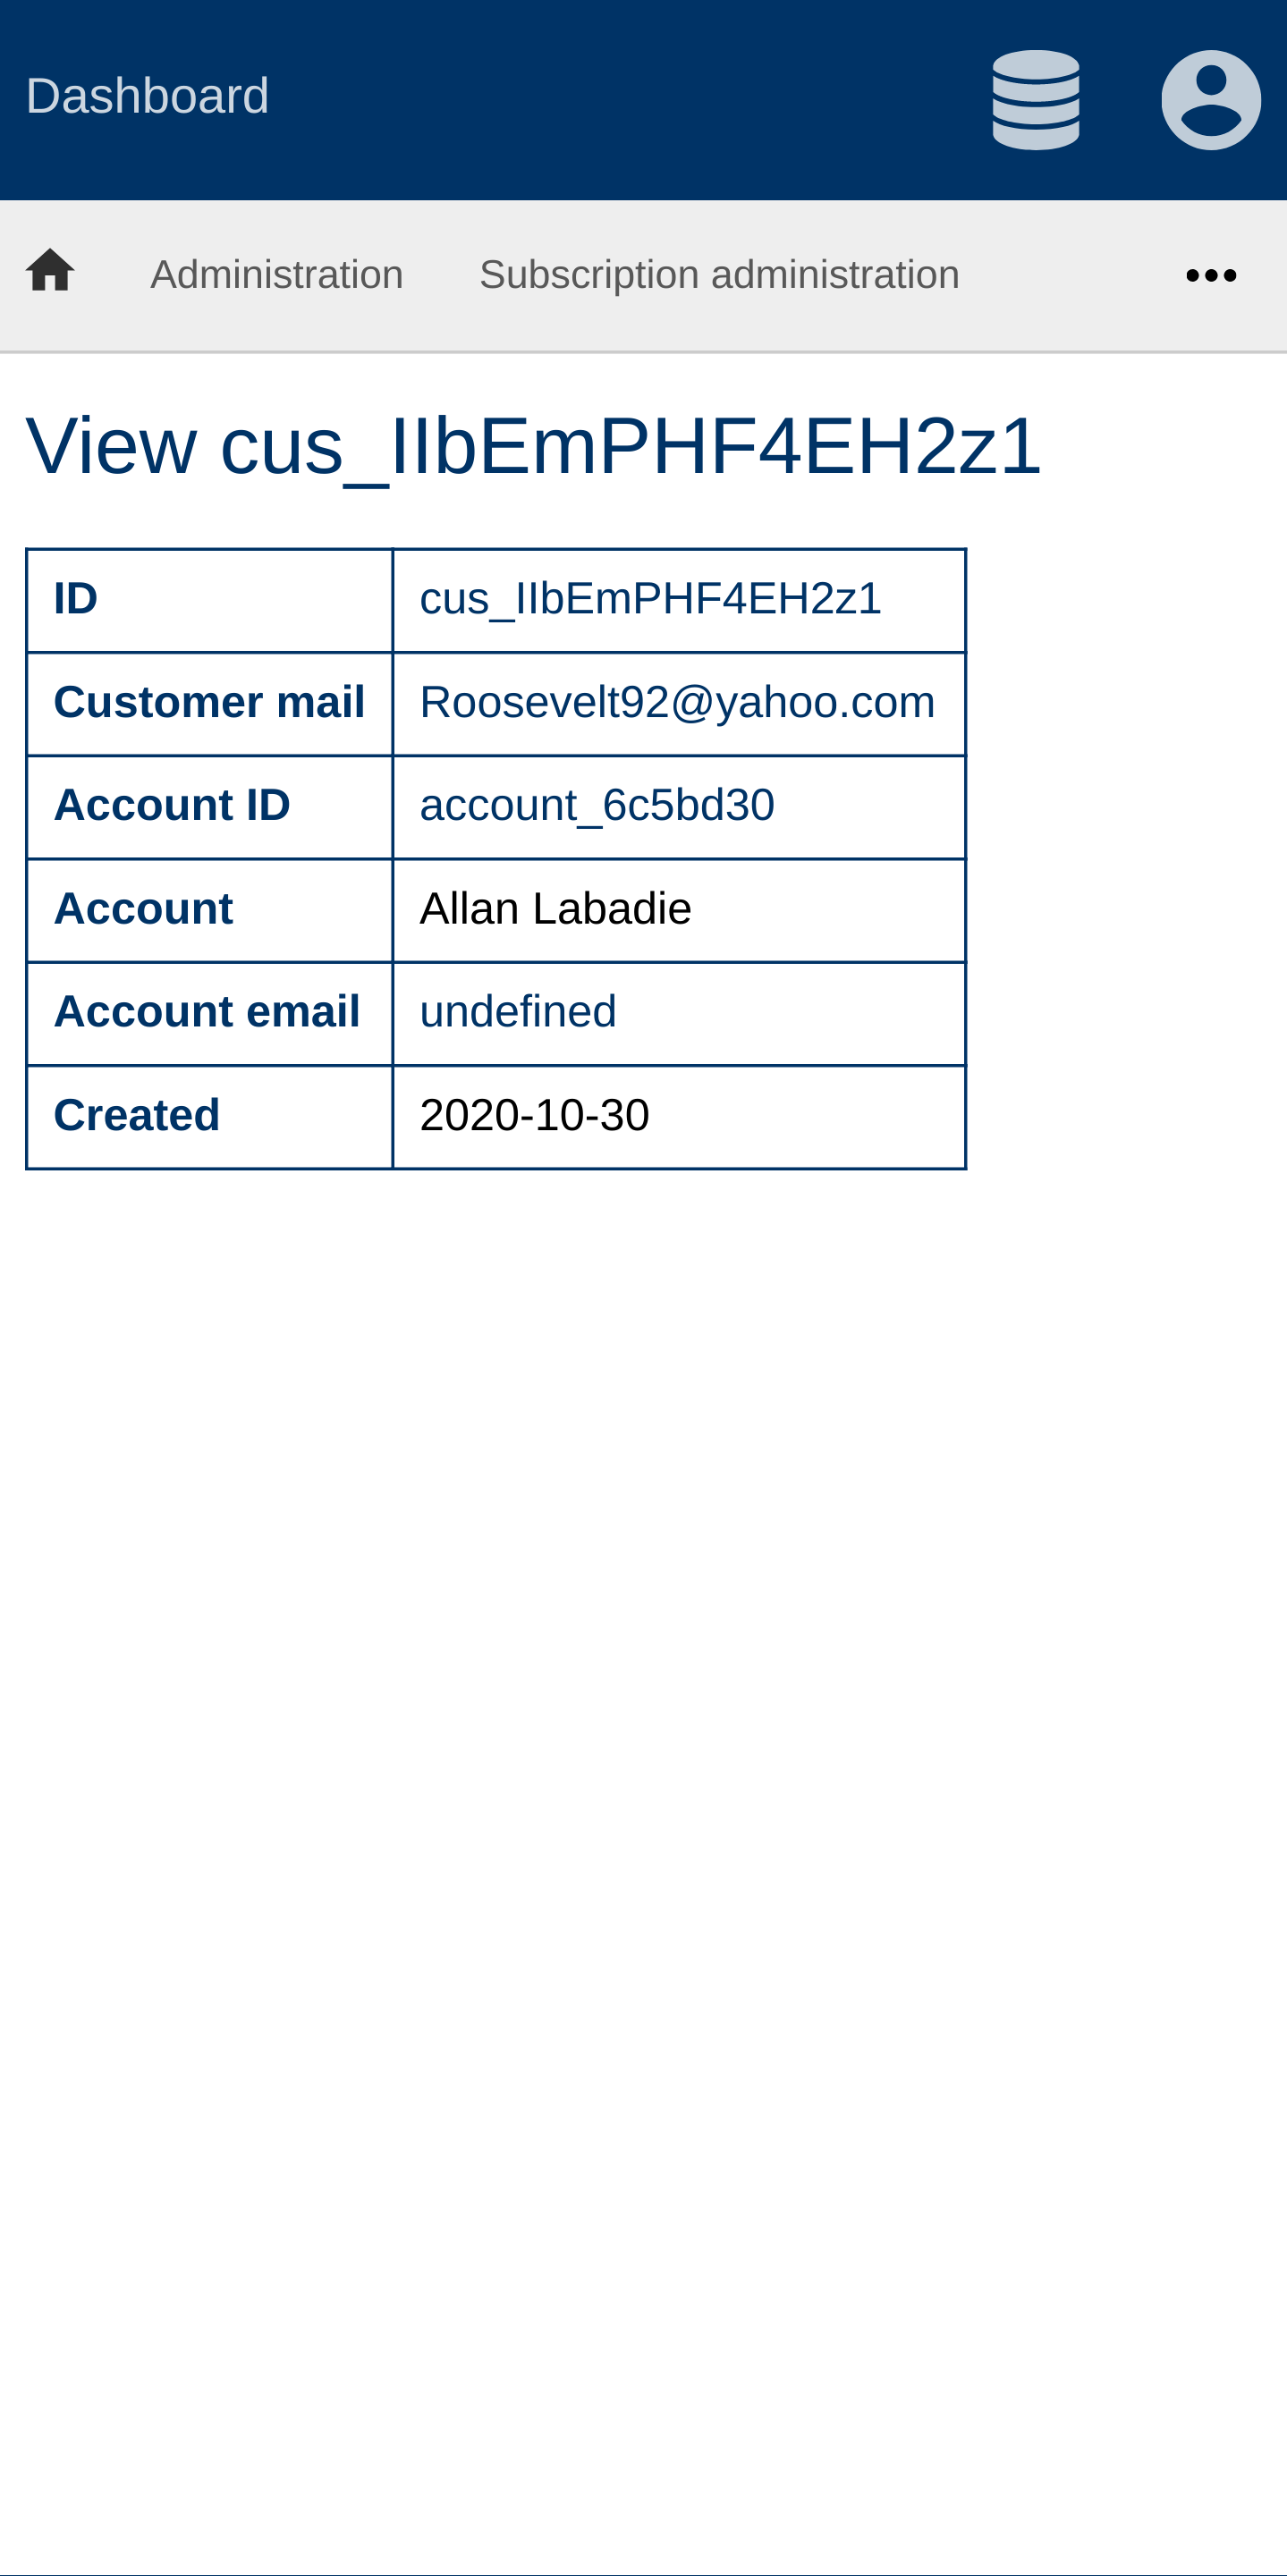 Dashboard
Administration Subscription administration
View cus_IIbEmPHF4EH2z1
ID cus_IIbEmPHF4EH2z1
Customer mail Roosevelt92@yahoo.com
Account ID account_6c5bd30
Account Allan Labadie
Account email undefined
Created 2020-10-30